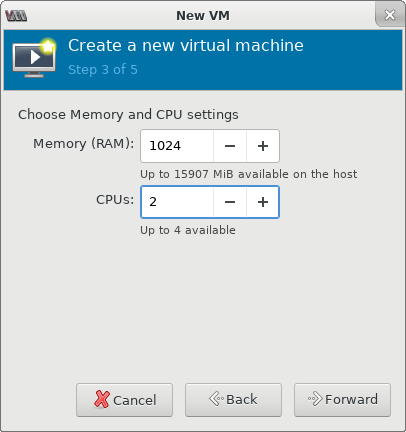 New VM
Create a new virtual machine
Step 3 of 5
Choose Memory and CPU settings
Memory (RAM): 1024 − +
Up to 15907 MiB available on the host
CPUs: 2 − +
Up to 4 available
Cancel Back Forward